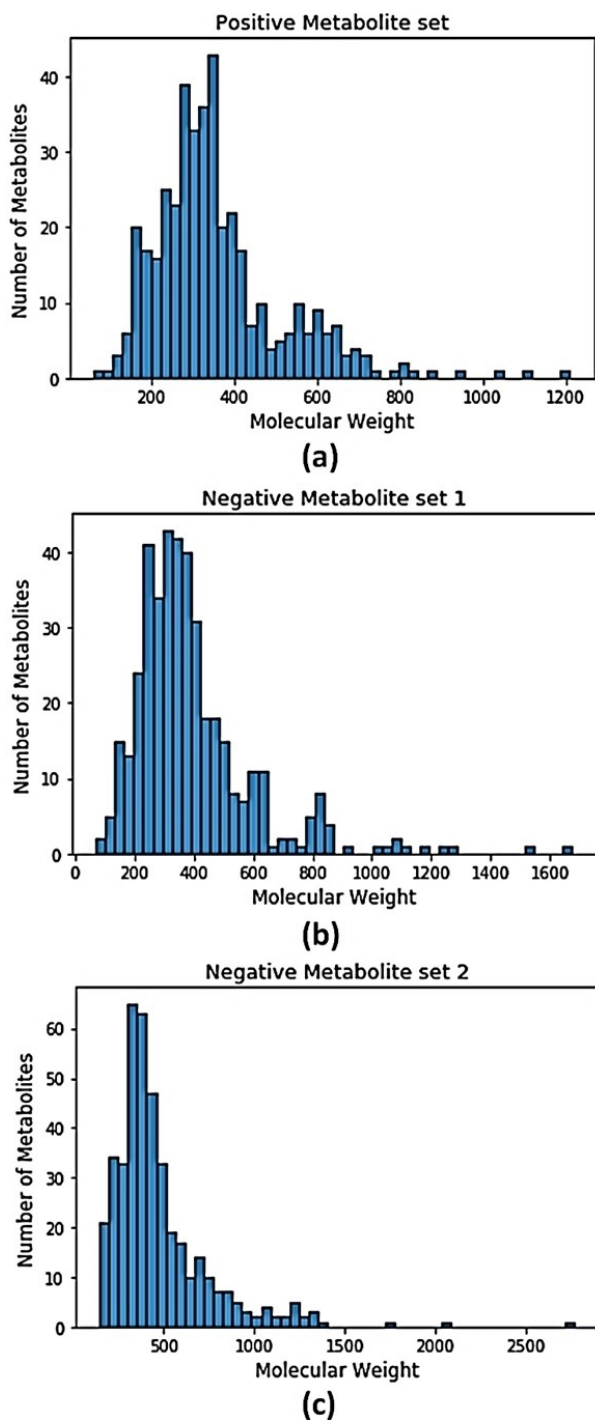 Positive Metabolite set
40
30
20
10
0
Number of Metabolites
200 400 600 800 1000 1200
Molecular Weight
(a)
Negative Metabolite set 1
40
30
20
10
0
Number of Metabolites
0 200 400 600 800 1000 1200 1400 1600
Molecular Weight
(b)
Negative Metabolite set 2
60
50
40
30
20
10
0
Number of Metabolites
500 1000 1500 2000 2500
Molecular Weight
(c)